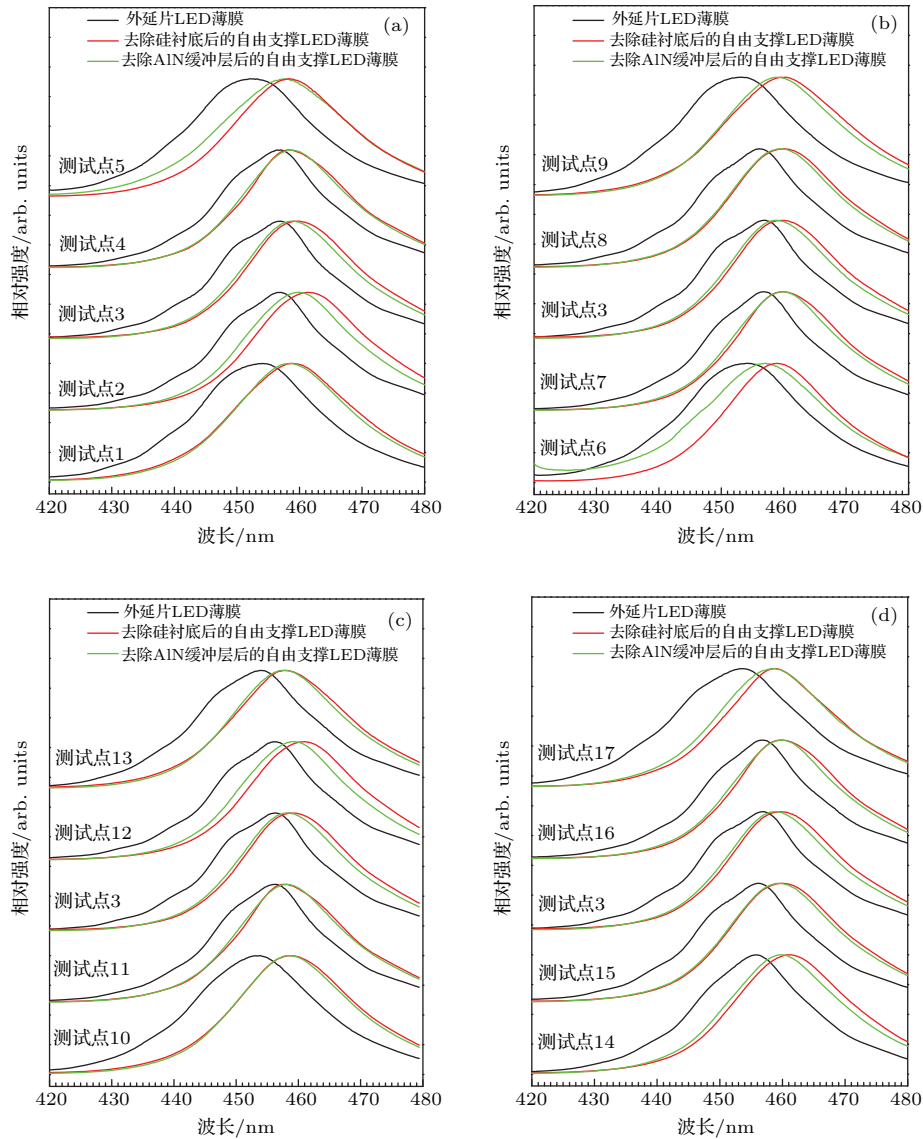 (a)
外延片LED薄膜
去除硅衬底后的自由支撑LED薄膜
去除AlN缓冲层后的自由支撑LED薄膜
测试点5
测试点4
测试点3
测试点2
测试点1
相对强度/arb. units
420 430 440 450 460 470 480
波长/nm
(b)
外延片LED薄膜
去除硅衬底后的自由支撑LED薄膜
去除AlN缓冲层后的自由支撑LED薄膜
测试点9
测试点8
测试点3
测试点7
测试点6
相对强度/arb. units
420 430 440 450 460 470 480
波长/nm
(c)
外延片LED薄膜
去除硅衬底后的自由支撑LED薄膜
去除AlN缓冲层后的自由支撑LED薄膜
测试点13
测试点12
测试点3
测试点11
测试点10
相对强度/arb. units
420 430 440 450 460 470 480
波长/nm
(d)
外延片LED薄膜
去除硅衬底后的自由支撑LED薄膜
去除AlN缓冲层后的自由支撑LED薄膜
测试点17
测试点16
测试点3
测试点15
测试点14
相对强度/arb. units
420 430 440 450 460 470 480
波长/nm